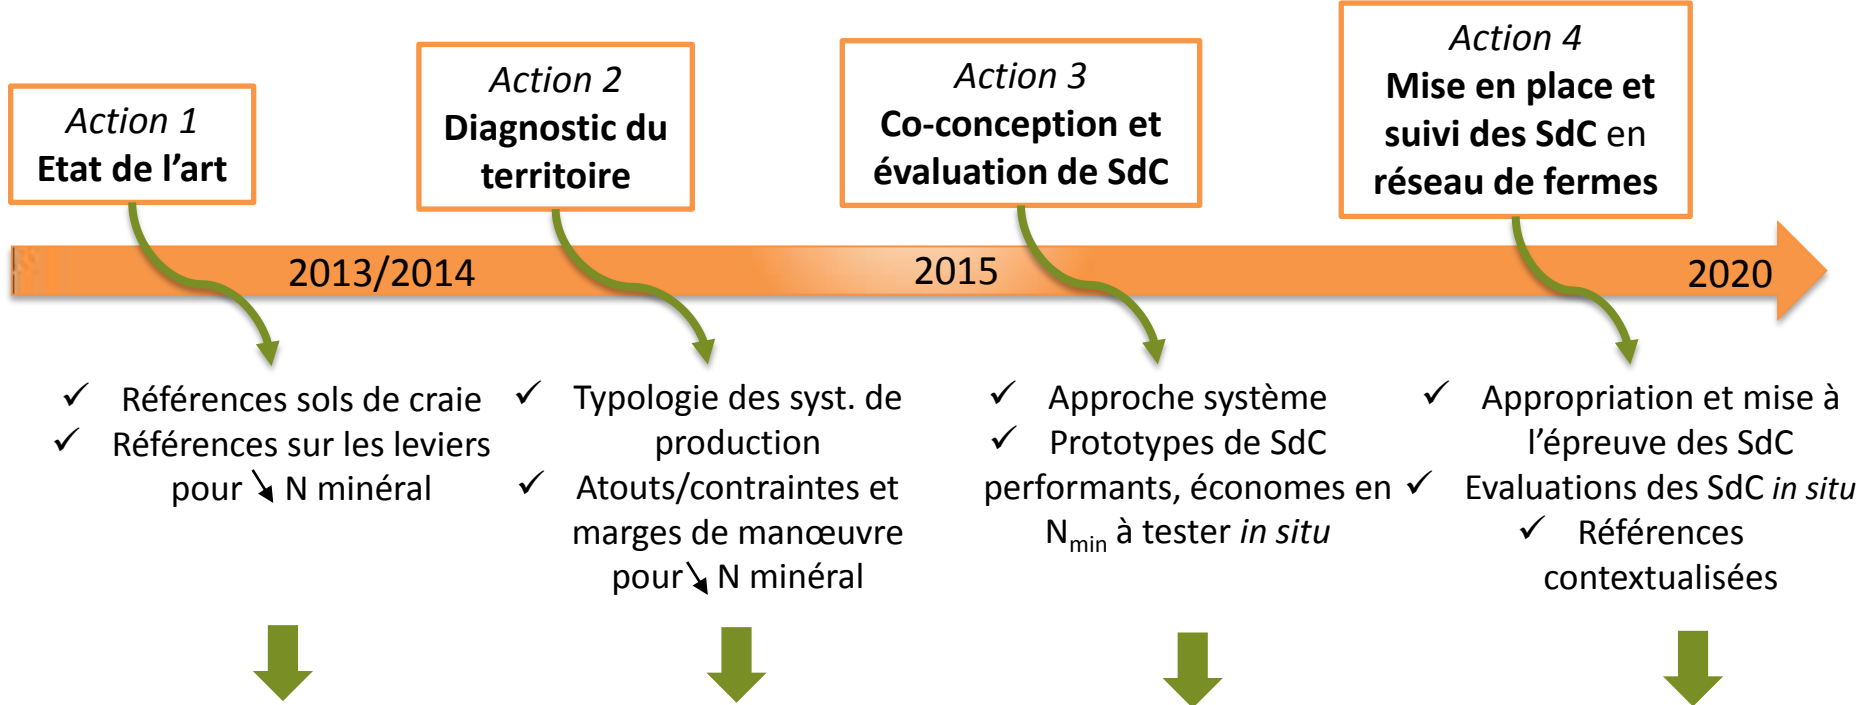 Action 1
Etat de l’art
Action 2
Diagnostic du
territoire
Action 3
Co-conception et
évaluation de SdC
Action 4
Mise en place et
suivi des SdC en
réseau de fermes
2013/2014
2015
2020
✓ Références sols de craie
✓ Références sur les leviers
pour ↘ N minéral
✓ Typologie des syst. de
production
✓ Atouts/contraintes et
marges de manœuvre
pour ↘ N minéral
✓ Approche système
✓ Prototypes de SdC
performants, économes en
Nmin à tester in situ
✓ Appropriation et mise à
l’épreuve des SdC
✓ Evaluations des SdC in situ
✓ Références
contextualisées